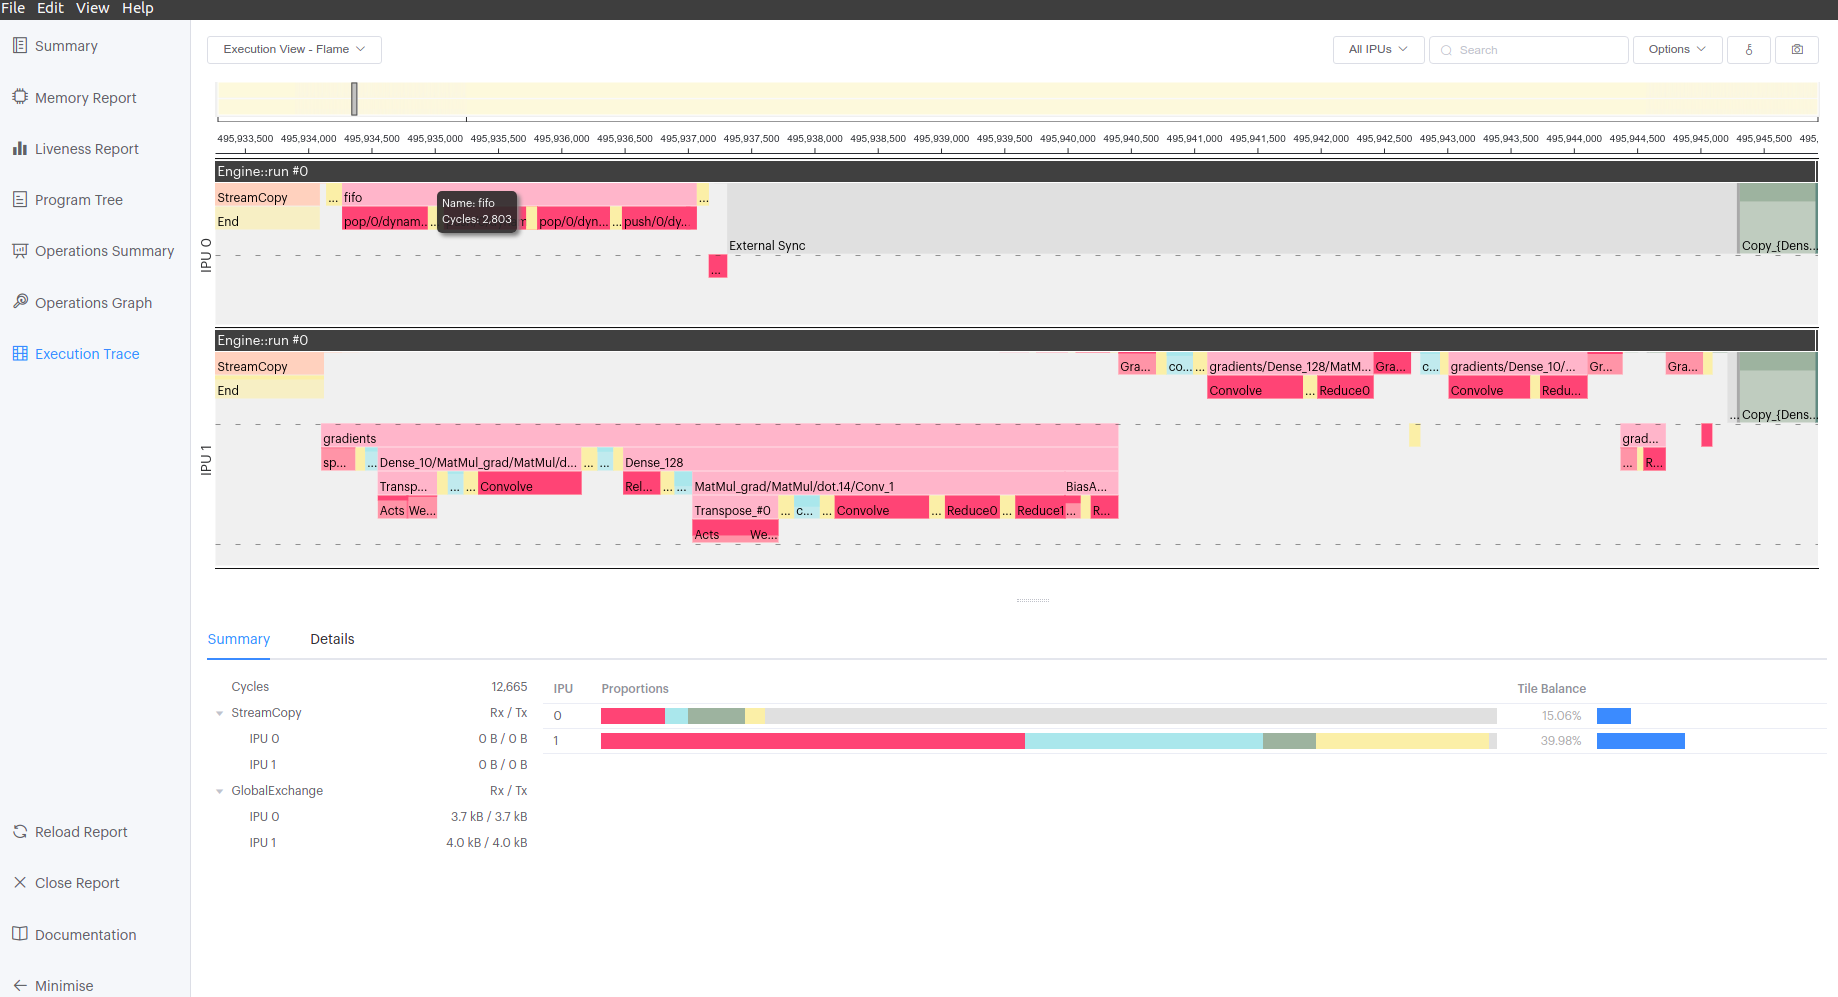 File Edit View Help
Summary
Memory Report
Liveness Report
Program Tree
Operations Summary
Operations Graph
Execution Trace
Reload Report
Close Report
Documentation
Minimise
Execution View - Flame
All IPUs
Search
Options
495,933,500 495,934,000 495,934,500 495,935,000 495,935,500 495,936,000 495,936,500 495,937,000 495,937,500 495,938,000 495,938,500 495,939,000 495,939,500 495,940,000 495,940,500 495,941,000 495,941,500 495,942,000 495,942,500 495,943,000 495,943,500 495,944,000 495,944,500 495,945,000 495,945,500 495,
IPU 0
Engine::run #0
StreamCopy ... fifo ...
Name: fifo
Cycles: 2,803
End pop/0/dynam... ... pop/0/dyn... ... push/0/dy...
External Sync Copy_{Dens...
...
IPU 1
Engine::run #0
StreamCopy Gra... co... ... gradients/Dense_128/MatM... Gra... c... gradients/Dense_10/... Gr... Gra...
End Convolve ... Reduce0 Convolve Redu...
... Copy_{Dens...
gradients grad...
sp... ... Dense_10/MatMul_grad/MatMul/d... ... ... Dense_128 ... R...
Transp... ... ... Convolve Rel... ... ... MatMul_grad/MatMul/dot.14/Conv_1 BiasA...
Acts We... Transpose_#0 ... c... ... Convolve ... Reduce0 ... Reduce1 ... R...
Acts We...
Summary Details
Cycles 12,665
StreamCopy Rx / Tx
IPU 0 0 B / 0 B
IPU 1 0 B / 0 B
GlobalExchange Rx / Tx
IPU 0 3.7 kB / 3.7 kB
IPU 1 4.0 kB / 4.0 kB
IPU Proportions Tile Balance
0 15.06%
1 39.98%